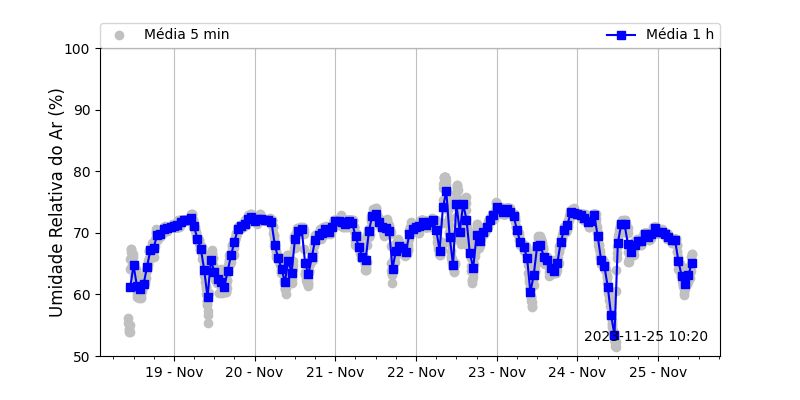 Média 5 min
Média 1 h
Umidade Relativa do Ar (%)
100
90
80
70
60
50
19 - Nov
20 - Nov
21 - Nov
22 - Nov
23 - Nov
24 - Nov
25 - Nov
-11-25 10:20